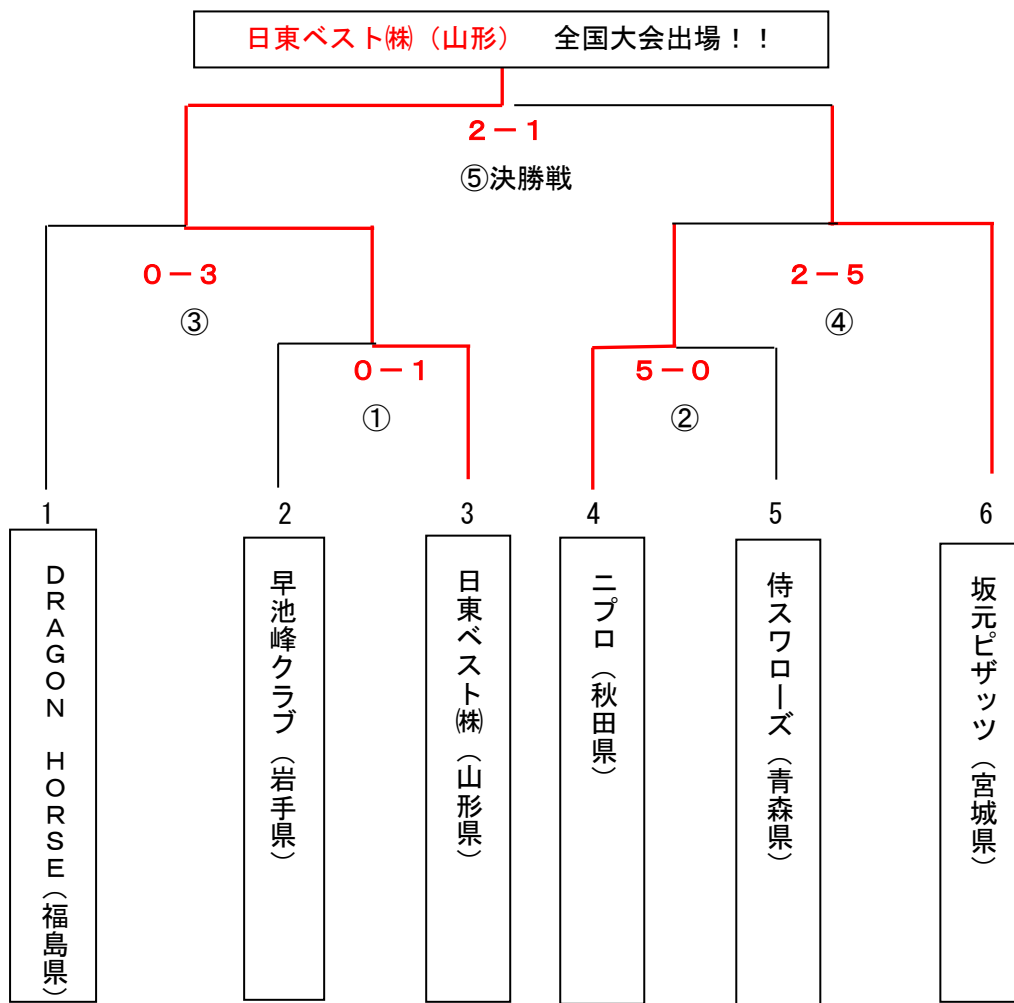 日東ベスト㈱（山形）　全国大会出場！！
２－１
⑤決勝戦
０－３
２－５
③
④
０－１
５－０
①
②
1
2
3
4
5
6
ＤＲＡＧＯＮ　ＨＯＲＳＥ（福島県）
早池峰クラブ（岩手県）
日東ベスト㈱（山形県）
ニプロ（秋田県）
侍スワローズ（青森県）
坂元ピザッツ（宮城県）